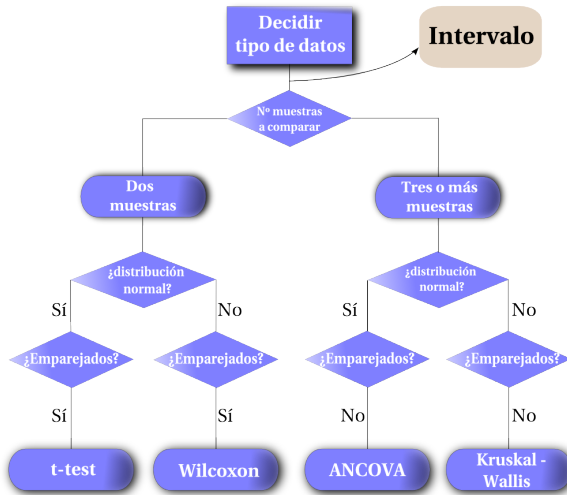 Decidir
tipo de datos
Intervalo
Nº muestras
a comparar
Dos
muestras
Tres o más
muestras
¿distribución
normal?
¿distribución
normal?
Sí
No
Sí
No
¿Emparejados?
¿Emparejados?
¿Emparejados?
¿Emparejados?
Sí
Sí
No
No
t-test
Wilcoxon
ANCOVA
Kruskal -
Wallis